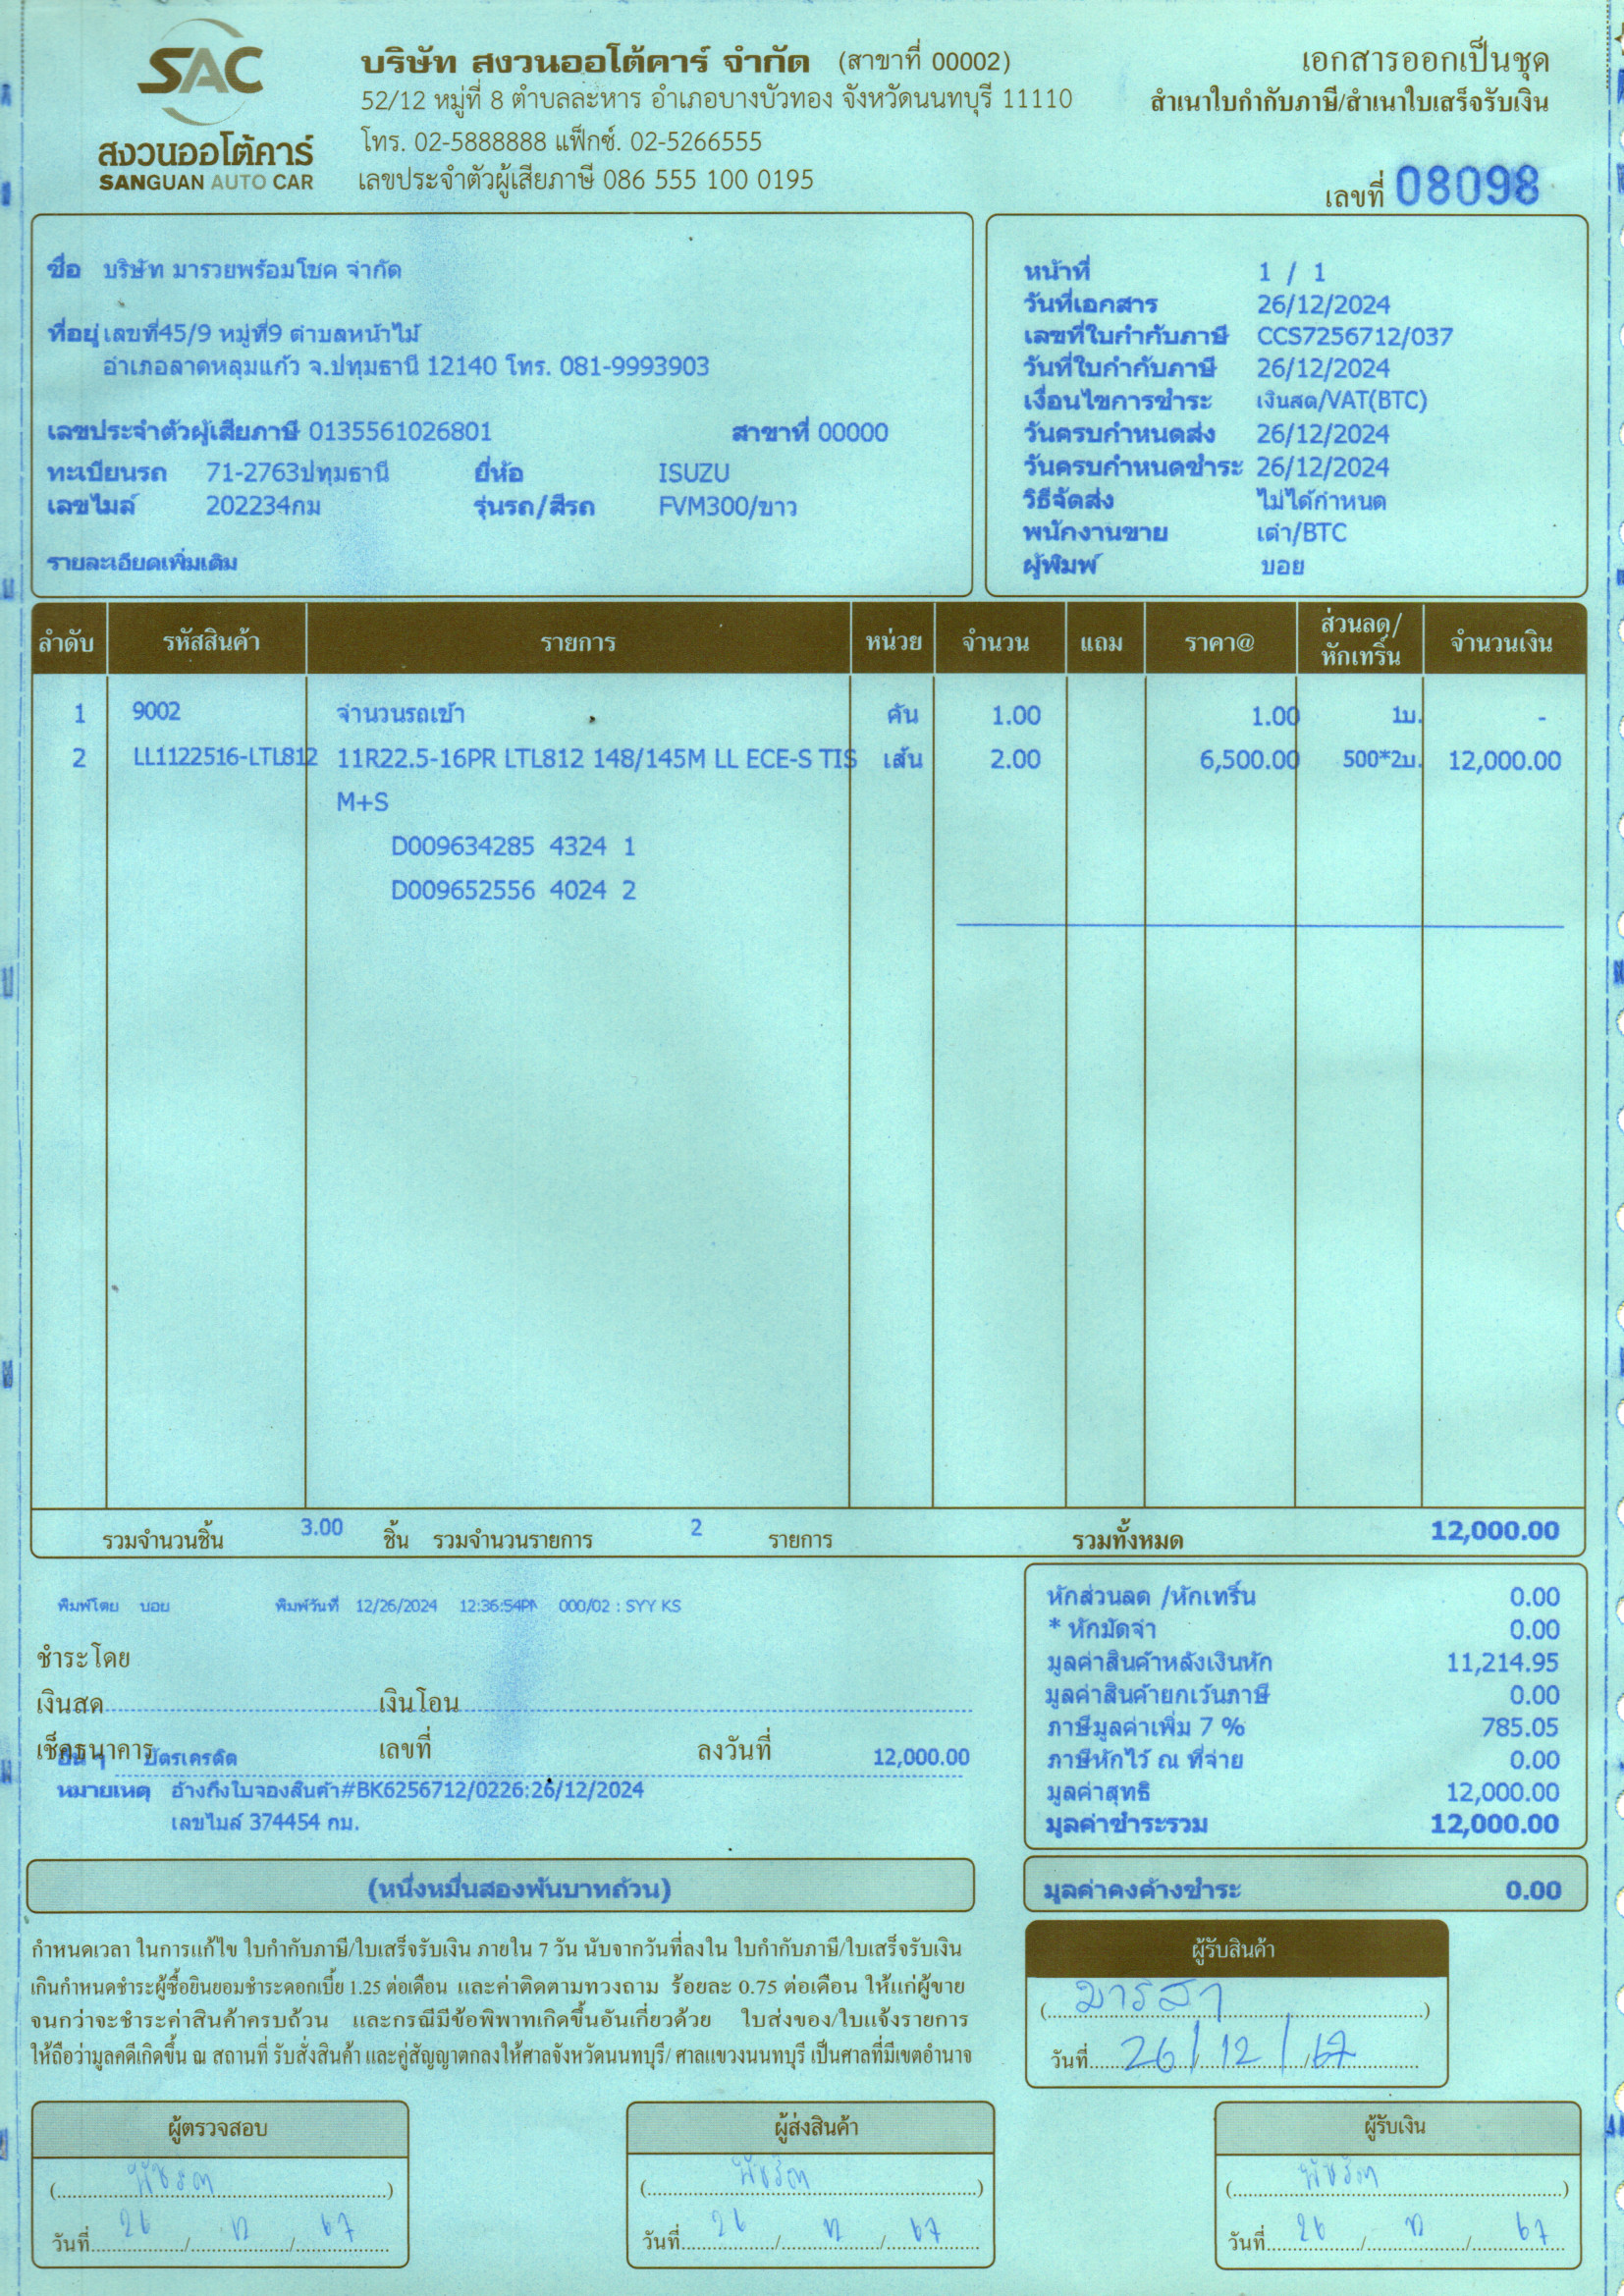 SAC
สงวนออโต้คาร์
SANGUAN AUTO CAR
บริษัท สงวนออโต้คาร์ จำกัด (สาขาที่ 00002)
52/12 หมู่ที่ 8 ตำบลละหาร อำเภอบางบัวทอง จังหวัดนนทบุรี 11110
โทร. 02-5888888 แฟ็กซ์. 02-5266555
เลขประจำตัวผู้เสียภาษี 086 555 100 0195
เอกสารออกเป็นชุด
สำเนาใบกำกับภาษี/สำเนาใบเสร็จรับเงิน
เลขที่ 08098
ชื่อ บริษัท มารวยพร้อมโชค จำกัด
ที่อยู่ เลขที่45/9 หมู่ที่9 ตำบลหน้าไม้
อำเภอลาดหลุมแก้ว จ.ปทุมธานี 12140 โทร. 081-9993903
เลขประจำตัวผู้เสียภาษี 0135561026801 สาขาที่ 00000
ทะเบียนรถ 71-2763ปทุมธานี ยี่ห้อ ISUZU
เลขไมล์ 202234กม รุ่นรถ/สีรถ FVM300/ขาว
รายละเอียดเพิ่มเติม
หน้าที่ 1 / 1
วันที่เอกสาร 26/12/2024
เลขที่ใบกำกับภาษี CCS7256712/037
วันที่ใบกำกับภาษี 26/12/2024
เงื่อนไขการชำระ เงินสด/VAT(BTC)
วันครบกำหนดส่ง 26/12/2024
วันครบกำหนดชำระ 26/12/2024
วิธีจัดส่ง ไม่ได้กำหนด
พนักงานขาย เต่า/BTC
ผู้พิมพ์ บอย
ลำดับ รหัสสินค้า รายการ หน่วย จำนวน แถม ราคา@ ส่วนลด/หักเทริ์น จำนวนเงิน
1 9002 จำนวนรถเข้า คัน 1.00 1.00 1บ. -
2 LL1122516-LTL812 11R22.5-16PR LTL812 148/145M LL ECE-S TIS เส้น 2.00 6,500.00 500*2บ. 12,000.00
M+S
D009634285 4324 1
D009652556 4024 2
รวมจำนวนชิ้น 3.00 ชิ้น รวมจำนวนรายการ 2 รายการ รวมทั้งหมด 12,000.00
พิมพ์โดย บอย พิมพ์วันที่ 12/26/2024 12:36:54PM 000/02 : SYY KS
ชำระโดย
เงินสด เงินโอน
เช็คธนาคาร เลขที่ ลงวันที่
อื่น ๆ บัตรเครดิต 12,000.00
หมายเหตุ อ้างถึงใบจองสินค้า#BK6256712/0226:26/12/2024
เลขไมล์ 374454 กม.
หักส่วนลด /หักเทริ์น 0.00
* หักมัดจำ 0.00
มูลค่าสินค้าหลังเงินหัก 11,214.95
มูลค่าสินค้ายกเว้นภาษี 0.00
ภาษีมูลค่าเพิ่ม 7 % 785.05
ภาษีหักไว้ ณ ที่จ่าย 0.00
มูลค่าสุทธิ 12,000.00
มูลค่าชำระรวม 12,000.00
(หนึ่งหมื่นสองพันบาทถ้วน)
มูลค่าคงค้างชำระ 0.00
กำหนดเวลา ในการแก้ไข ใบกำกับภาษี/ใบเสร็จรับเงิน ภายใน 7 วัน นับจากวันที่ลงใน ใบกำกับภาษี/ใบเสร็จรับเงิน
เกินกำหนดชำระผู้ซื้อยินยอมชำระดอกเบี้ย 1.25 ต่อเดือน และค่าติดตามทวงถาม ร้อยละ 0.75 ต่อเดือน ให้แก่ผู้ขาย
จนกว่าจะชำระค่าสินค้าครบถ้วน และกรณีมีข้อพิพาทเกิดขึ้นอันเกี่ยวด้วย ใบส่งของ/ใบแจ้งรายการ
ให้ถือว่ามูลคดีเกิดขึ้น ณ สถานที่ รับสั่งสินค้า และคู่สัญญาตกลงให้ศาลจังหวัดนนทบุรี/ ศาลแขวงนนทบุรี เป็นศาลที่มีเขตอำนาจ
ผู้รับสินค้า
(มารสา)
วันที่ 26/12/67
ผู้ตรวจสอบ
วันที่ 26 / 12 / 67
ผู้ส่งสินค้า
วันที่ 26 / 12 / 67
ผู้รับเงิน
วันที่ 26 / 12 / 67